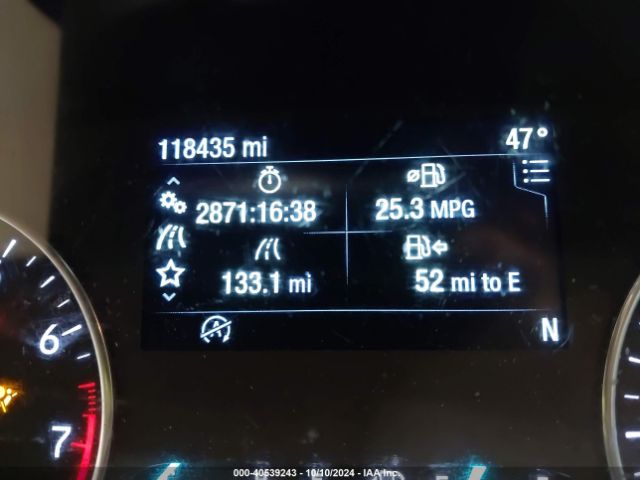 118435 mi
47°
2871:16:38
25.3 MPG
133.1 mi
52 mi to E
A
N
6
7
000-40539243 - 10/10/2024 - IAA Inc.